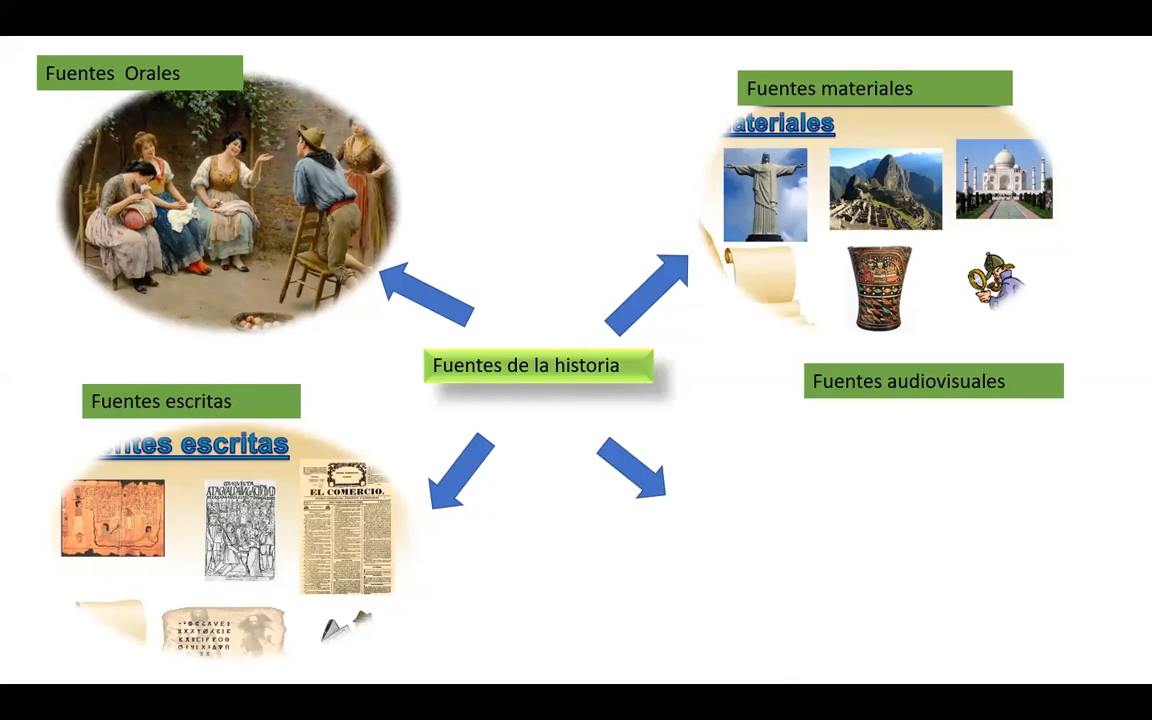 Fuentes Orales
Fuentes materiales
ateriales
Fuentes de la historia
Fuentes audiovisuales
Fuentes escritas
ntes escritas
EL COMERCIO.